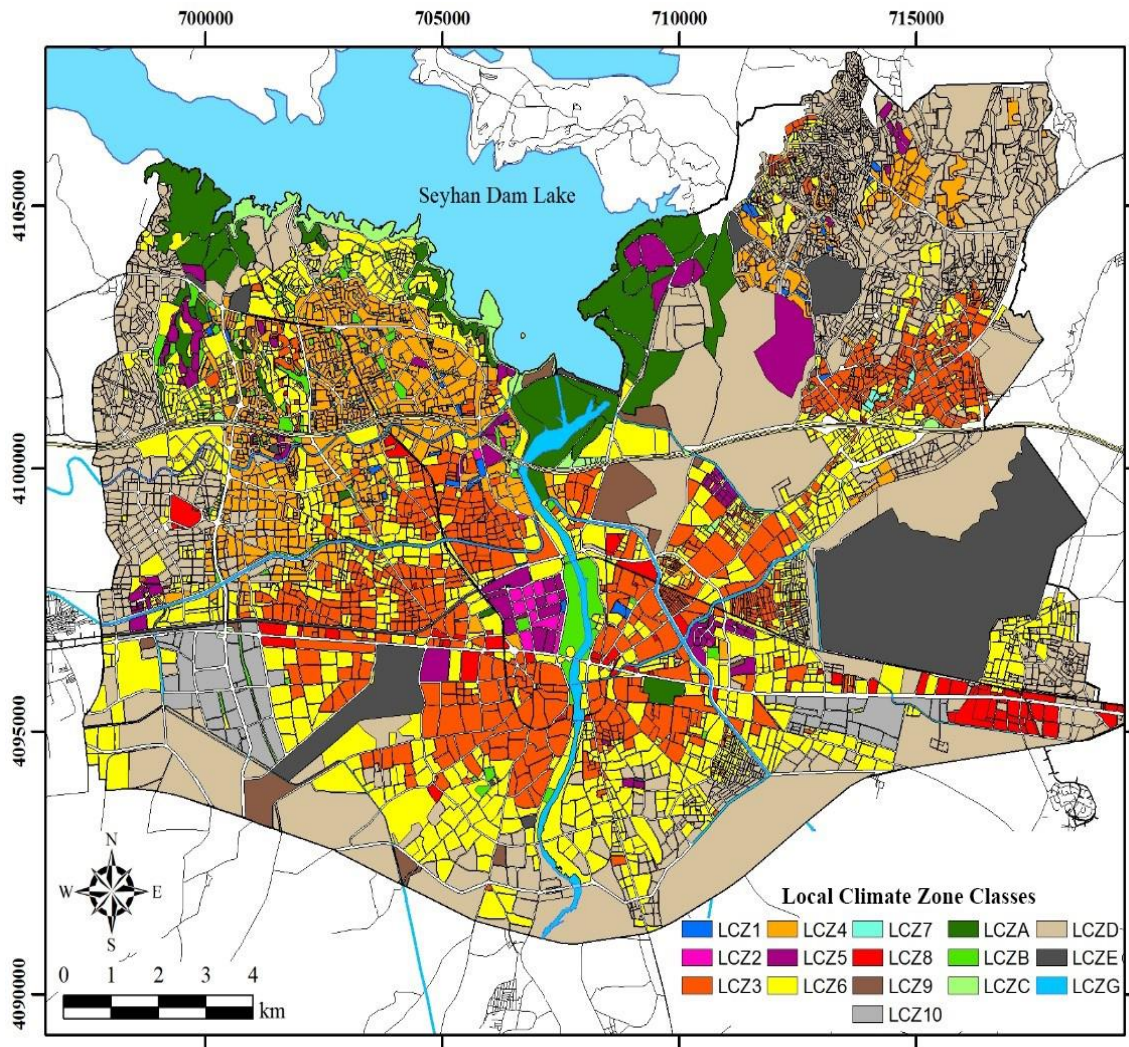 700000 705000 710000 715000
4105000
4100000
4095000
4090000
Seyhan Dam Lake
N
W E
S
0 1 2 3 4
km
Local Climate Zone Classes
LCZ1 LCZ4 LCZ7 LCZA LCZD
LCZ2 LCZ5 LCZ8 LCZB LCZE
LCZ3 LCZ6 LCZ9 LCZC LCZG
LCZ10